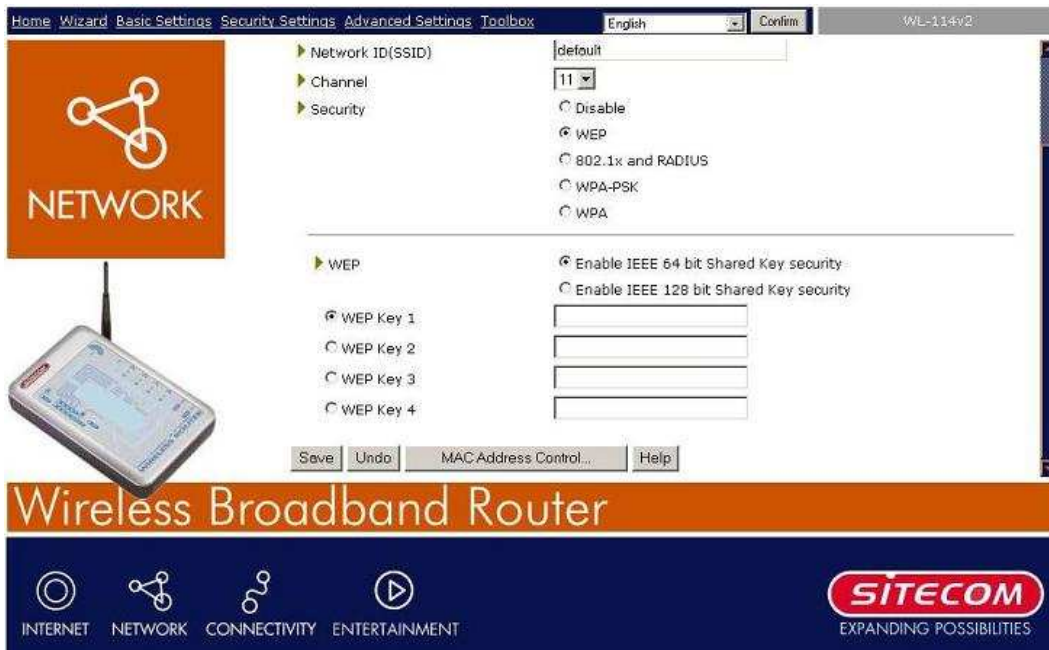 Home Wizard Basic Settings Security Settings Advanced Settings Toolbox English Confirm WL-114v2
Network ID(SSID) default
Channel 11
Security Disable
WEP
802.1x and RADIUS
WPA-PSK
WPA
NETWORK
WEP Enable IEEE 64 bit Shared Key security
Enable IEEE 128 bit Shared Key security
WEP Key 1
WEP Key 2
WEP Key 3
WEP Key 4
SITECOM
WIRELESS ROUTER
Save Undo MAC Address Control... Help
Wireless Broadband Router
INTERNET NETWORK CONNECTIVITY ENTERTAINMENT
SITECOM
EXPANDING POSSIBILITIES